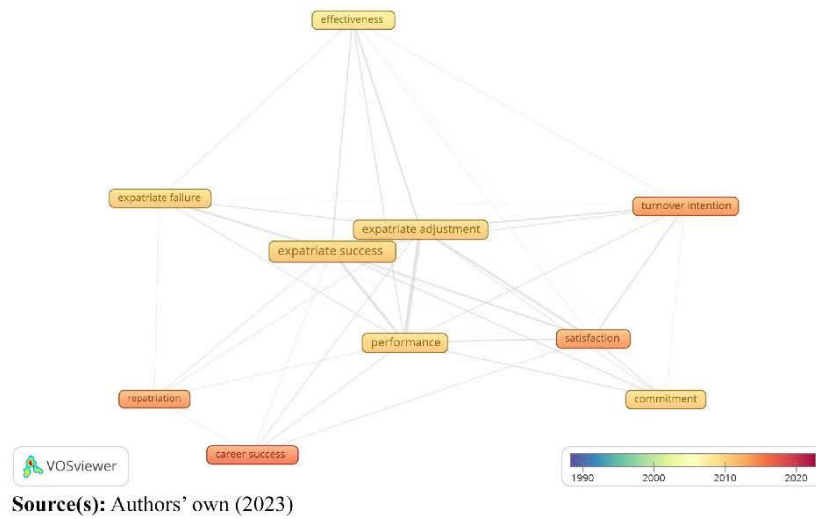 effectiveness
expatriate failure
turnover intention
expatriate adjustment
expatriate success
performance
satisfaction
repatriation
commitment
career success
VOSviewer
1990 2000 2010 2020
Source(s): Authors’ own (2023)